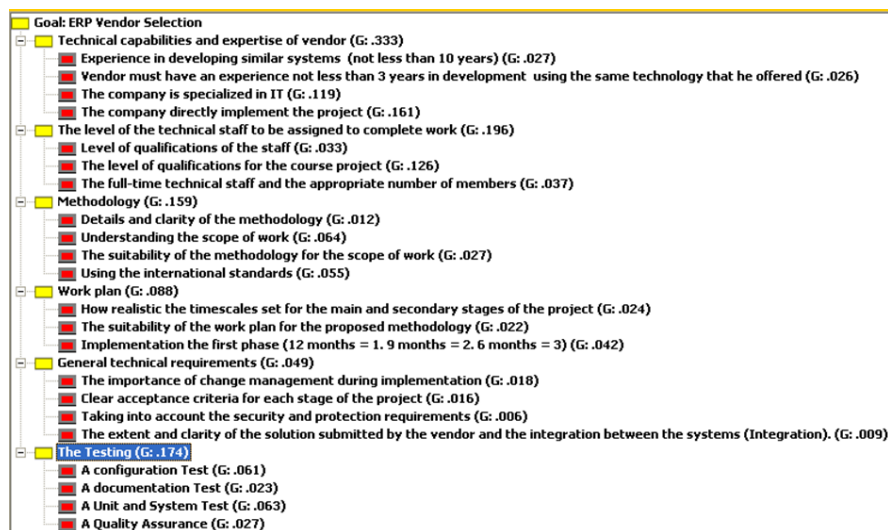 Goal: ERP Vendor Selection
Technical capabilities and expertise of vendor (G: .333)
Experience in developing similar systems (not less than 10 years) (G: .027)
Vendor must have an experience not less than 3 years in development using the same technology that he offered (G: .026)
The company is specialized in IT (G: .119)
The company directly implement the project (G: .161)
The level of the technical staff to be assigned to complete work (G: .196)
Level of qualifications of the staff (G: .033)
The level of qualifications for the course project (G: .126)
The full-time technical staff and the appropriate number of members (G: .037)
Methodology (G: .159)
Details and clarity of the methodology (G: .012)
Understanding the scope of work (G: .064)
The suitability of the methodology for the scope of work (G: .027)
Using the international standards (G: .055)
Work plan (G: .088)
How realistic the timescales set for the main and secondary stages of the project (G: .024)
The suitability of the work plan for the proposed methodology (G: .022)
Implementation the first phase (12 months = 1. 9 months = 2. 6 months = 3) (G: .042)
General technical requirements (G: .049)
The importance of change management during implementation (G: .018)
Clear acceptance criteria for each stage of the project (G: .016)
Taking into account the security and protection requirements (G: .006)
The extent and clarity of the solution submitted by the vendor and the integration between the systems (Integration). (G: .009)
The Testing (G: .174)
A configuration Test (G: .061)
A documentation Test (G: .023)
A Unit and System Test (G: .063)
A Quality Assurance (G: .027)